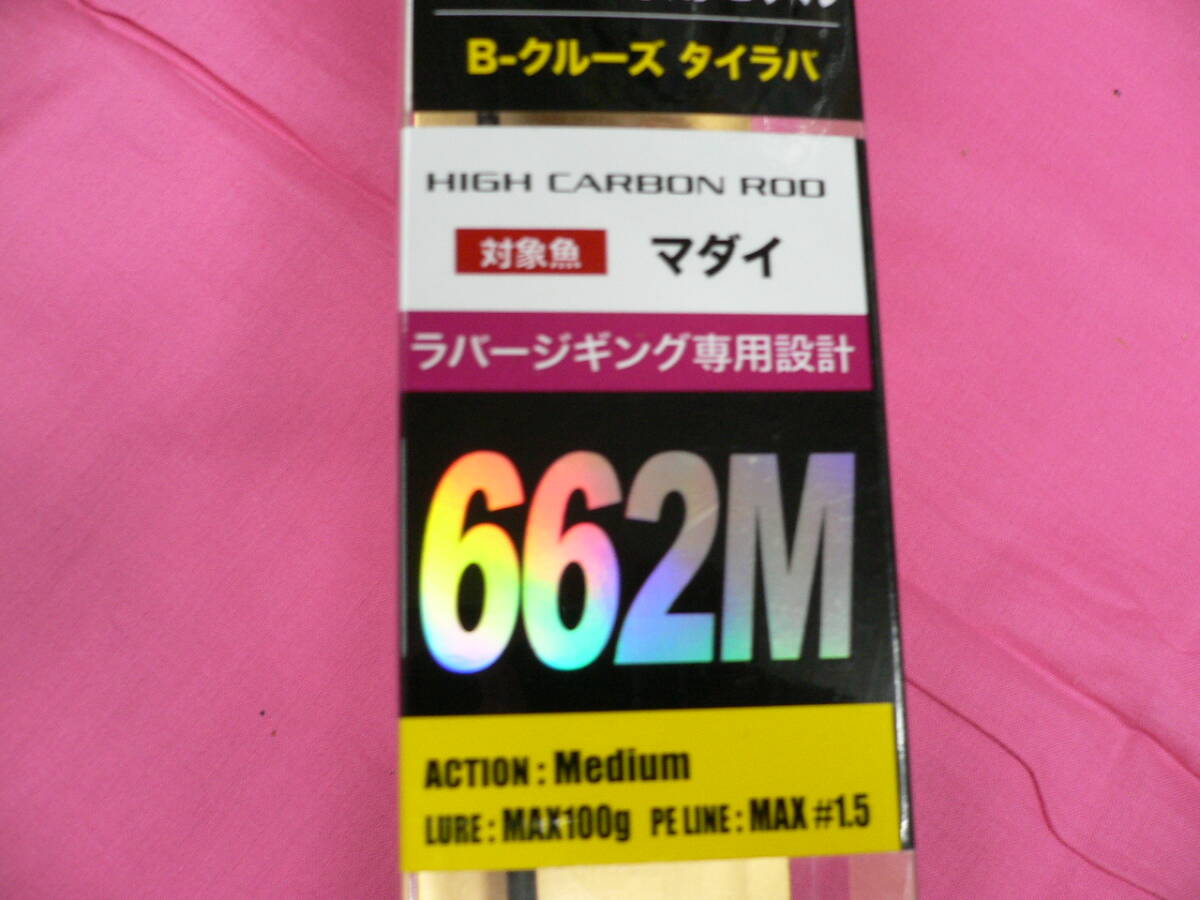 B-クルーズ タイラバ
HIGH CARBON ROD
対象魚 マダイ
ラバージギング専用設計
662M
ACTION : Medium
LURE : MAX100g PE LINE : MAX #1.5